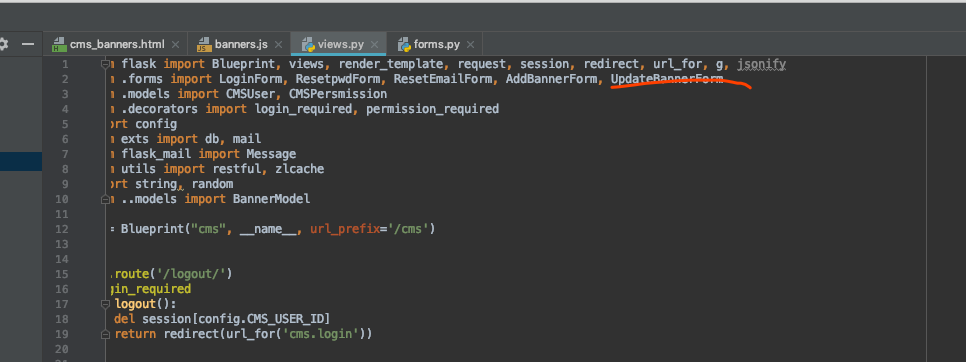 cms_banners.html banners.js views.py forms.py
1 flask import Blueprint, views, render_template, request, session, redirect, url_for, g, jsonify
2 .forms import LoginForm, ResetpwdForm, ResetEmailForm, AddBannerForm, UpdateBannerForm
3 .models import CMSUser, CMSPersmission
4 .decorators import login_required, permission_required
5 ort config
6 exts import db, mail
7 flask_mail import Message
8 utils import restful, zlcache
9 ort string, random
10 ..models import BannerModel
11
12 = Blueprint("cms", __name__, url_prefix='/cms')
13
14
15 .route('/logout/')
16 gin_required
17 logout():
18 del session[config.CMS_USER_ID]
19 return redirect(url_for('cms.login'))
20